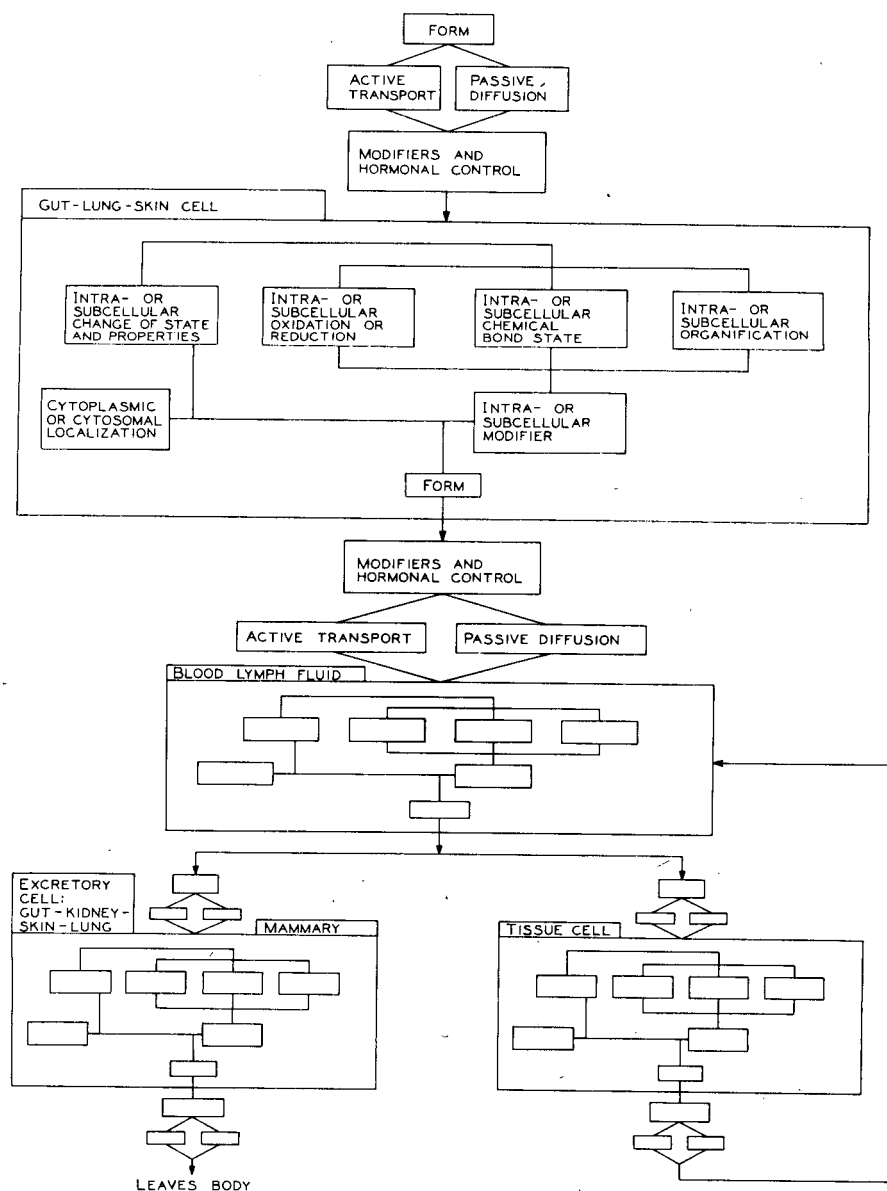 FORM
ACTIVE
TRANSPORT
PASSIVE
DIFFUSION
MODIFIERS AND
HORMONAL CONTROL
GUT-LUNG-SKIN CELL
INTRA- OR
SUBCELLULAR
CHANGE OF STATE
AND PROPERTIES
INTRA- OR
SUBCELLULAR
OXIDATION OR
REDUCTION
INTRA- OR
SUBCELLULAR
CHEMICAL
BOND STATE
INTRA- OR
SUBCELLULAR
ORGANIFICATION
CYTOPLASMIC
OR CYTOSOMAL
LOCALIZATION
INTRA- OR
SUBCELLULAR
MODIFIER
FORM
MODIFIERS AND
HORMONAL CONTROL
ACTIVE TRANSPORT
PASSIVE DIFFUSION
BLOOD LYMPH FLUID
EXCRETORY
CELL:
GUT-KIDNEY-
SKIN-LUNG
MAMMARY
TISSUE CELL
LEAVES BODY